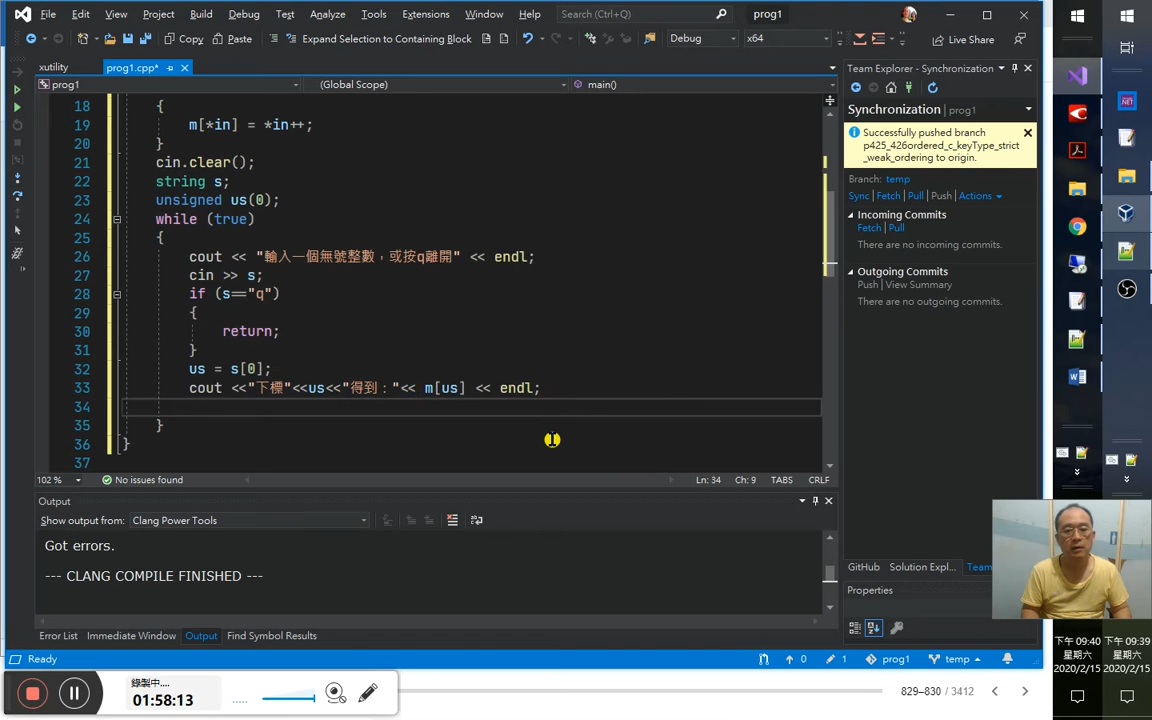 File Edit View Project Build Debug Test Analyze Tools Extensions Window Help Search (Ctrl+Q) prog1
Copy Paste Expand Selection to Containing Block Debug x64 Live Share
xutility prog1.cpp*
prog1 (Global Scope) main()
18 {
19 m[*in] = *in++;
20 }
21 cin.clear();
22 string s;
23 unsigned us(0);
24 while (true)
25 {
26 cout << "輸入一個無號整數，或按q離開" << endl;
27 cin >> s;
28 if (s=="q")
29 {
30 return;
31 }
32 us = s[0];
33 cout <<"下標"<<us<<"得到："<< m[us] << endl;
34
35 }
36 }
37
102 % No issues found Ln: 34 Ch: 9 TABS CRLF
Output
Show output from: Clang Power Tools
Got errors.
--- CLANG COMPILE FINISHED ---
Error List Immediate Window Output Find Symbol Results
Ready 0 1 prog1 temp
Team Explorer - Synchronization
Synchronization | prog1
Successfully pushed branch
p425_426ordered_c_keyType_strict
_weak_ordering to origin.
Branch: temp
Sync Fetch Pull Push Actions
Incoming Commits
Fetch | Pull
There are no incoming commits.
Outgoing Commits
Push | View Summary
There are no outgoing commits.
GitHub Solution Expl... Team
Properties
錄製中....
01:58:13
829–830 / 3412
下午 09:40
星期六
2020/2/15
下午 09:39
星期六
2020/2/15